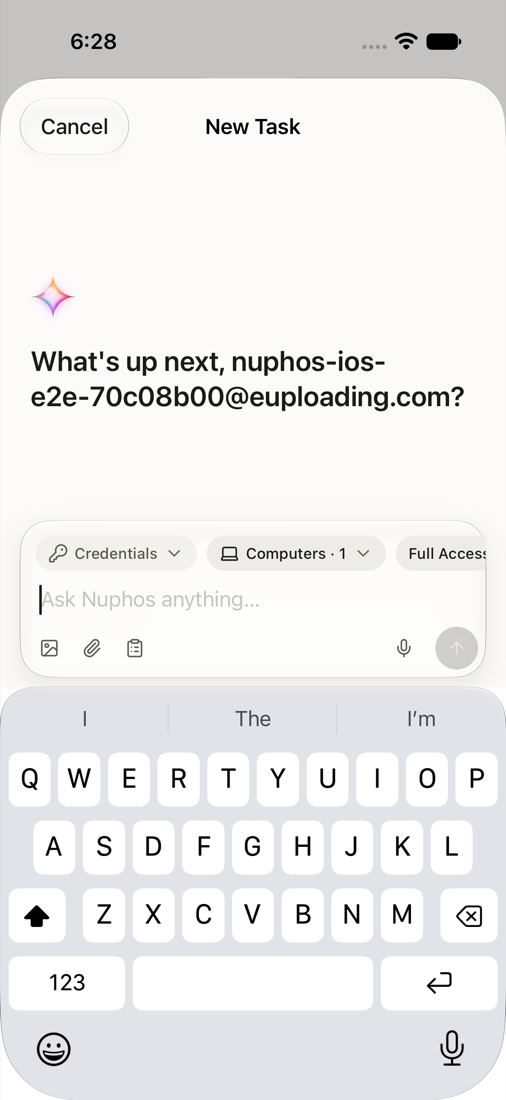 6:28
Cancel
New Task
What's up next, nuphos-ios-
e2e-70c08b00@euploading.com?
Credentials
Computers · 1
Full Access
Ask Nuphos anything...
I
The
I’m
Q W E R T Y U I O P
A S D F G H J K L
Z X C V B N M
123